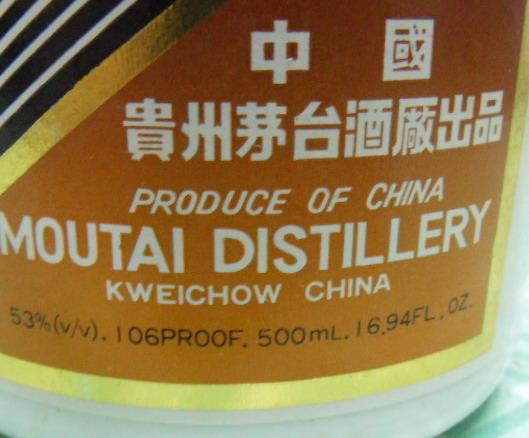 中國
貴州茅台酒廠出品
PRODUCE OF CHINA
MOUTAI DISTILLERY
KWEICHOW CHINA
53%(v/v). 106PROOF. 500mL. 16.94FL. OZ.